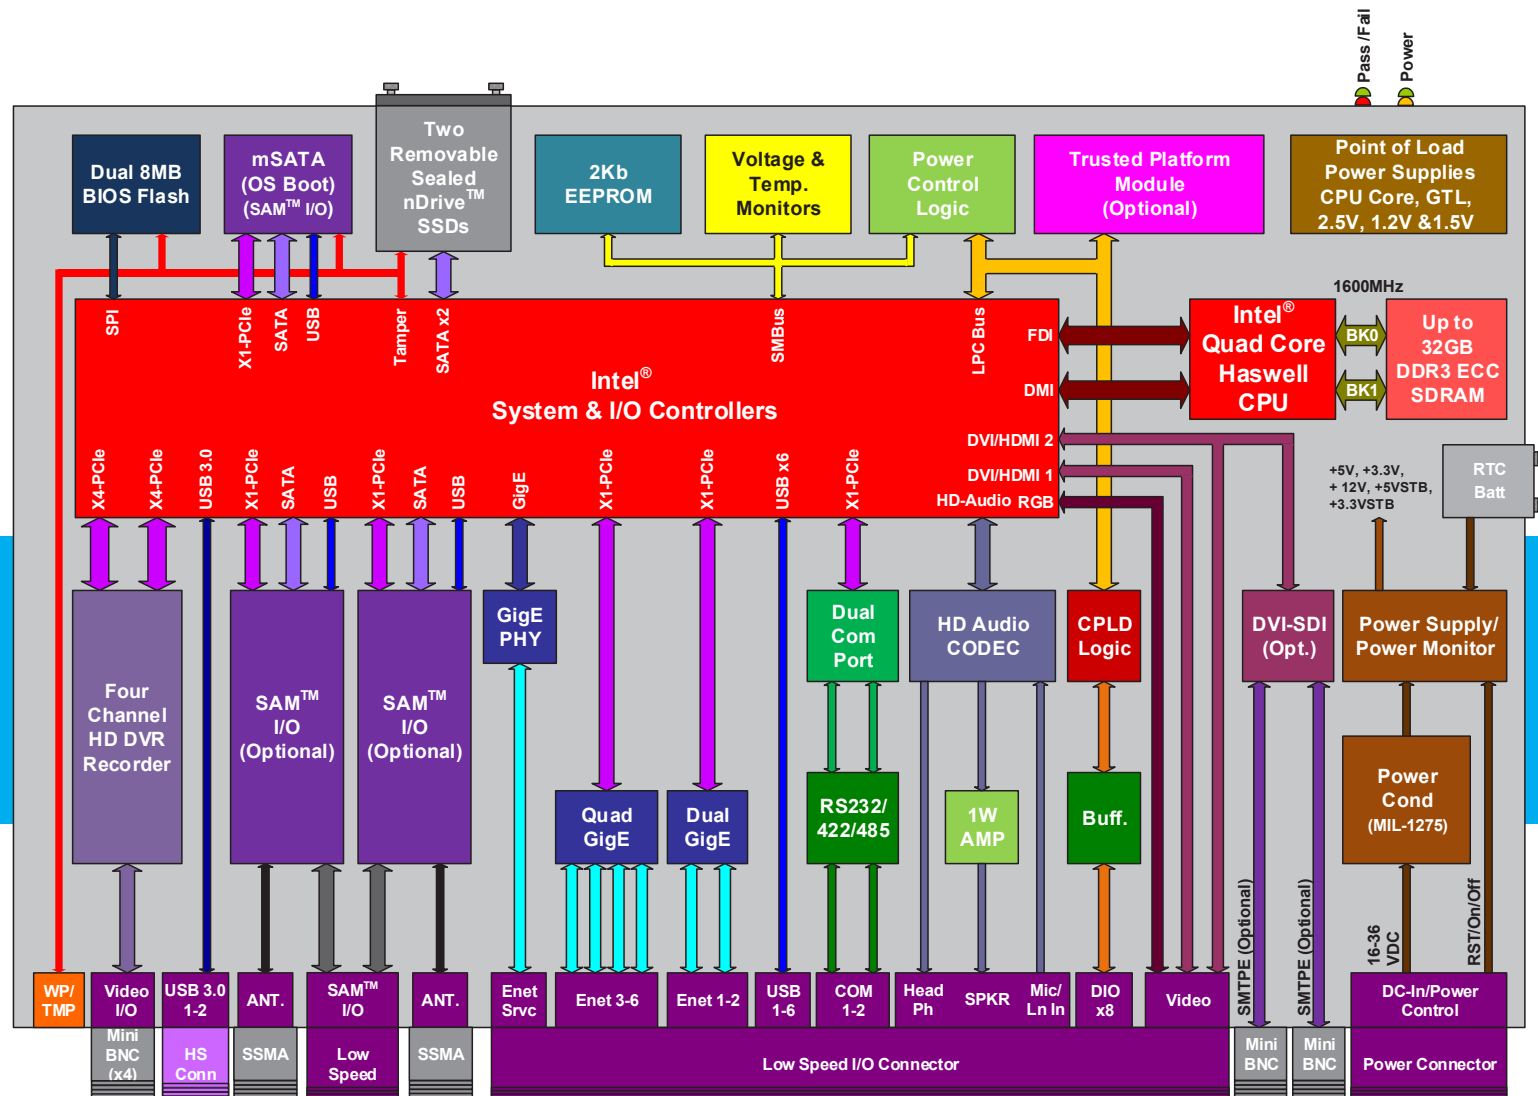 Pass /Fail
Power
Dual 8MB
BIOS Flash
mSATA
(OS Boot)
(SAM™ I/O)
Two
Removable
Sealed
nDrive™
SSDs
2Kb
EEPROM
Voltage &
Temp.
Monitors
Power
Control
Logic
Trusted Platform
Module
(Optional)
Point of Load
Power Supplies
CPU Core, GTL,
2.5V, 1.2V &1.5V
SPI
X1-PCIe
SATA
USB
Tamper
SATA x2
SMBus
LPC Bus
FDI
DMI
Intel®
System & I/O Controllers
Intel®
Quad Core
Haswell
CPU
1600MHz
BK0
BK1
Up to
32GB
DDR3 ECC
SDRAM
DVI/HDMI 2
DVI/HDMI 1
HD-Audio RGB
X4-PCIe
X4-PCIe
USB 3.0
X1-PCIe
SATA
USB
X1-PCIe
SATA
USB
GigE
X1-PCIe
X1-PCIe
USB x6
X1-PCIe
+5V, +3.3V,
+ 12V, +5VSTB,
+3.3VSTB
RTC
Batt
Four
Channel
HD DVR
Recorder
SAM™
I/O
(Optional)
SAM™
I/O
(Optional)
GigE
PHY
Dual
Com
Port
HD Audio
CODEC
CPLD
Logic
DVI-SDI
(Opt.)
Power Supply/
Power Monitor
Quad
GigE
Dual
GigE
RS232/
422/485
1W
AMP
Buff.
Power
Cond
(MIL-1275)
SMTPE (Optional)
SMTPE (Optional)
16-36
VDC
RST/On/Off
WP/
TMP
Video
I/O
USB 3.0
1-2
ANT.
SAM™
I/O
ANT.
Enet
Srvc
Enet 3-6
Enet 1-2
USB
1-6
COM
1-2
Head
Ph
SPKR
Mic/
Ln In
DIO
x8
Video
DC-In/Power
Control
Mini
BNC
(x4)
HS
Conn
SSMA
Low
Speed
SSMA
Low Speed I/O Connector
Mini
BNC
Mini
BNC
Power Connector